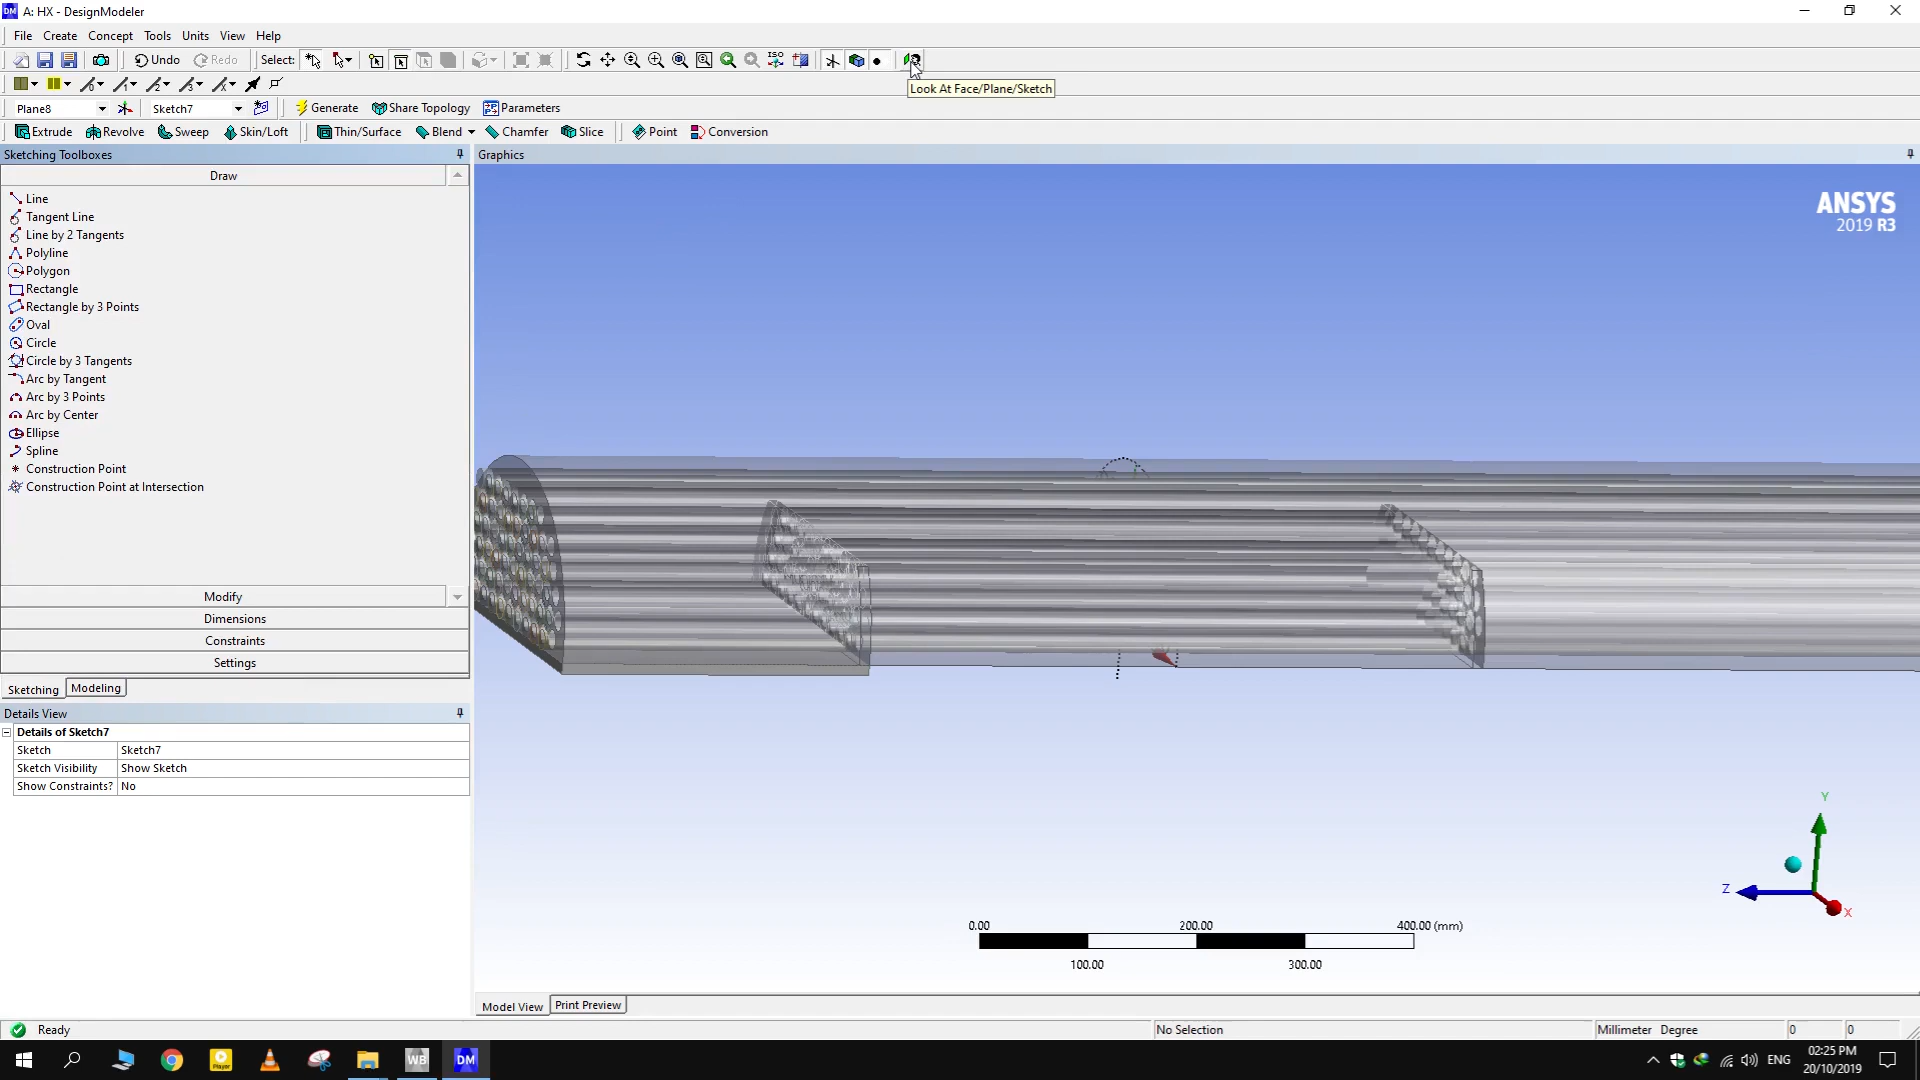 A: HX - DesignModeler
File Create Concept Tools Units View Help
Undo Redo Select:
ISO
Look At Face/Plane/Sketch
Plane8 Sketch7 Generate Share Topology Parameters
Extrude Revolve Sweep Skin/Loft Thin/Surface Blend Chamfer Slice Point Conversion
Sketching Toolboxes
Graphics
Draw
Line
Tangent Line
Line by 2 Tangents
Polyline
Polygon
Rectangle
Rectangle by 3 Points
Oval
Circle
Circle by 3 Tangents
Arc by Tangent
Arc by 3 Points
Arc by Center
Ellipse
Spline
Construction Point
Construction Point at Intersection
Modify
Dimensions
Constraints
Settings
Sketching Modeling
Details View
Details of Sketch7
Sketch Sketch7
Sketch Visibility Show Sketch
Show Constraints? No
ANSYS
2019 R3
Y
Z
X
0.00 200.00 400.00 (mm)
100.00 300.00
Model View Print Preview
Ready No Selection Millimeter Degree 0 0
Player WB DM
ENG
02:25 PM
20/10/2019